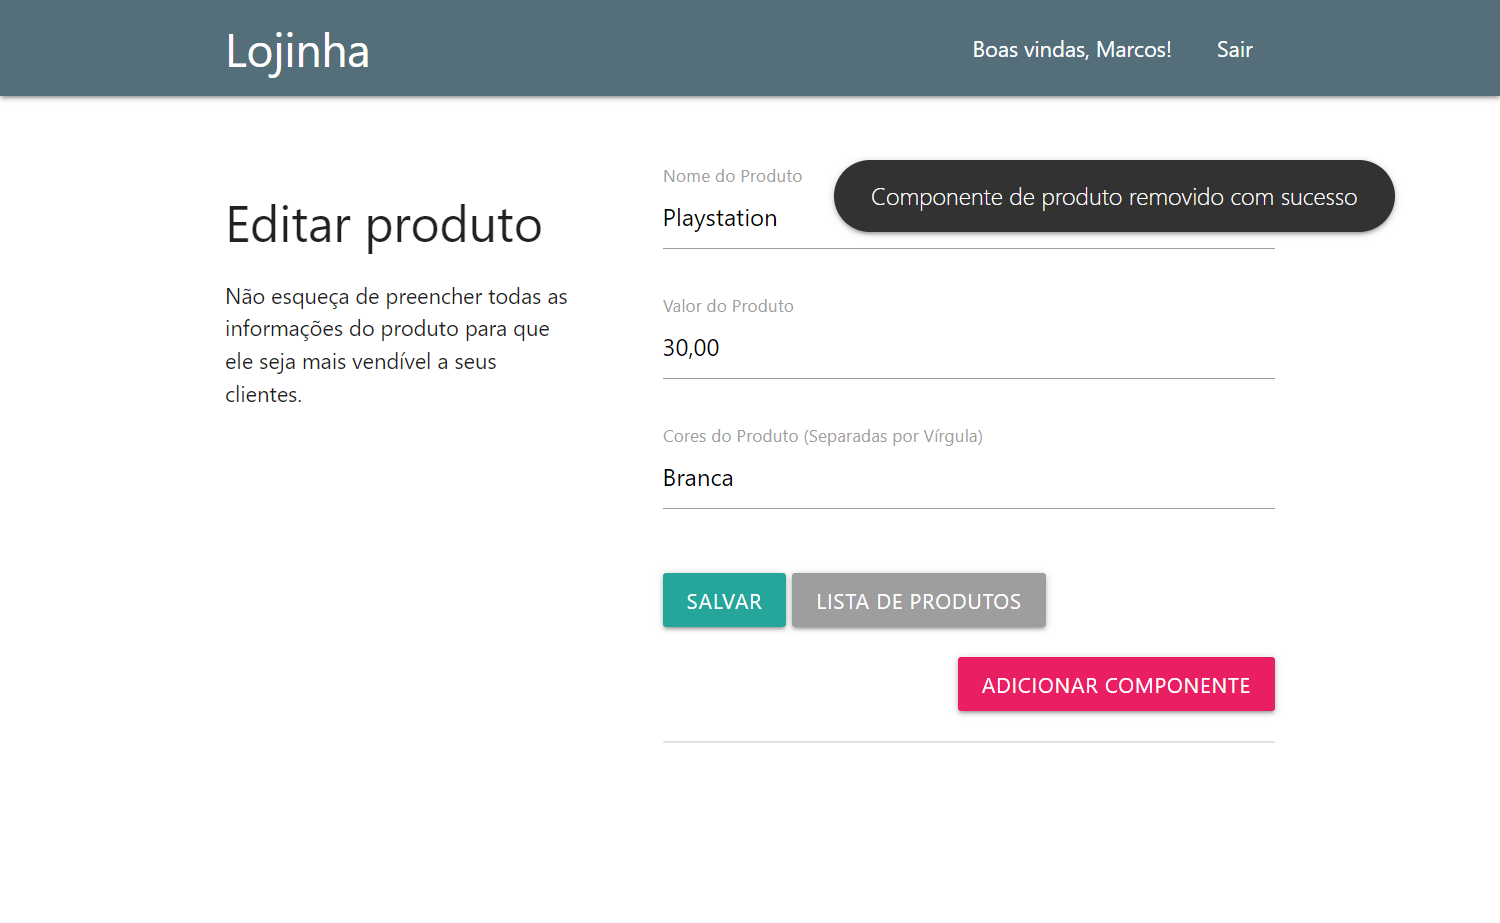 Lojinha
Boas vindas, Marcos!
Sair
Editar produto
Não esqueça de preencher todas as
informações do produto para que
ele seja mais vendível a seus
clientes.
Nome do Produto
Playstation
Componente de produto removido com sucesso
Valor do Produto
30,00
Cores do Produto (Separadas por Vírgula)
Branca
SALVAR
LISTA DE PRODUTOS
ADICIONAR COMPONENTE